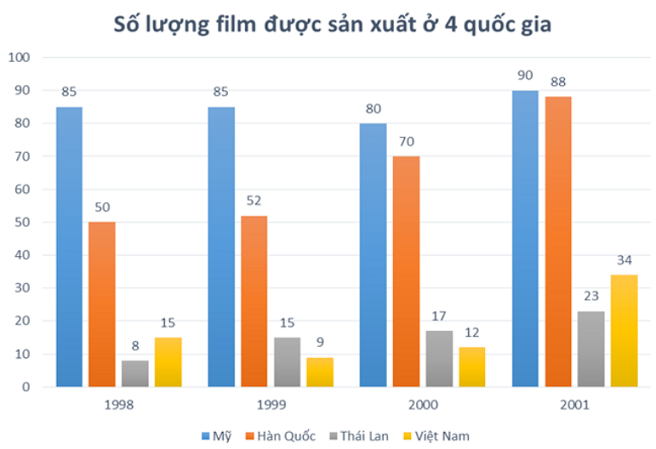 Số lượng film được sản xuất ở 4 quốc gia
100
90
80
70
60
50
40
30
20
10
0
85 50 8 15
85 52 15 9
80 70 17 12
90 88 23 34
1998 1999 2000 2001
Mỹ Hàn Quốc Thái Lan Việt Nam